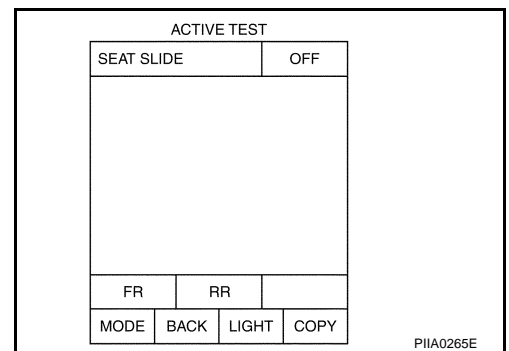 ACTIVE TEST
SEAT SLIDE OFF
FR RR
MODE BACK LIGHT COPY
PIIA0265E